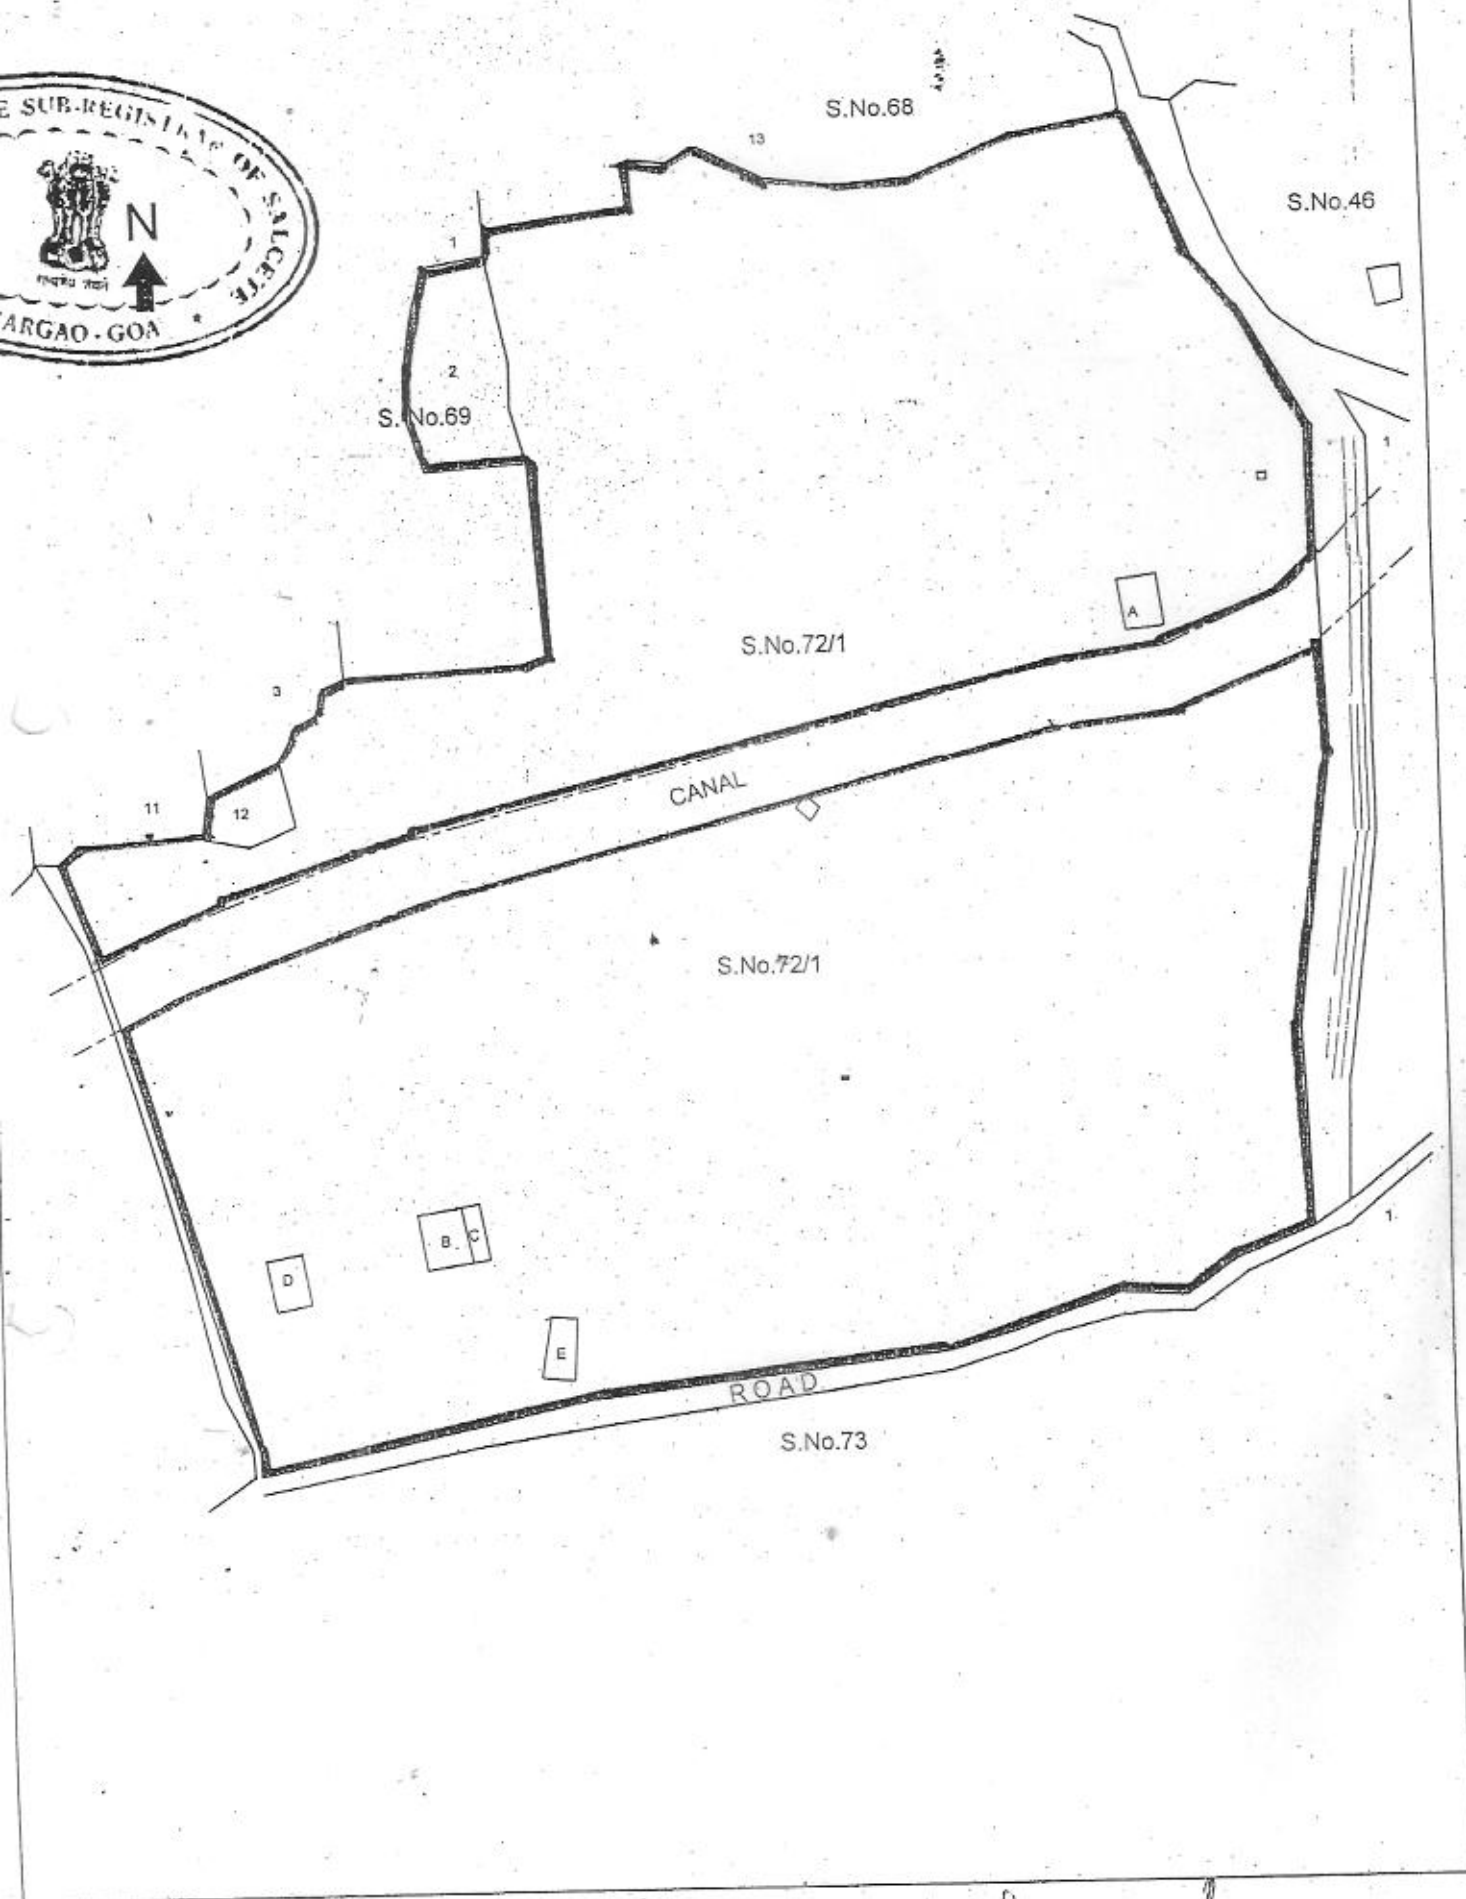 E SUB-REGISTRAR OF SALCETE
ARGAO - GOA *
N
S.No.68
13
S.No.46
1
2
S.No.69
1
A
S.No.72/1
3
CANAL
11
12
S.No.72/1
B
C
D
E
1
ROAD
S.No.73